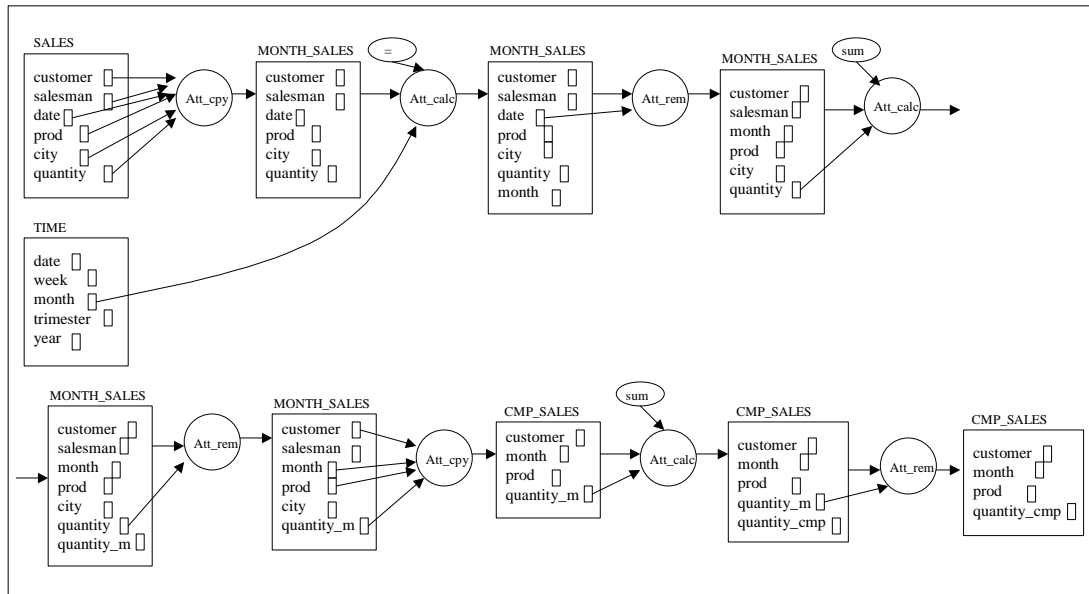 SALES
customer
salesman
date
prod
city
quantity
Att_cpy
MONTH_SALES
customer
salesman
date
prod
city
quantity
=
Att_calc
MONTH_SALES
customer
salesman
date
prod
city
quantity
month
Att_rem
MONTH_SALES
customer
salesman
month
prod
city
quantity
sum
Att_calc
TIME
date
week
month
trimester
year
MONTH_SALES
customer
salesman
month
prod
city
quantity
quantity_m
Att_rem
MONTH_SALES
customer
salesman
month
prod
city
quantity_m
Att_cpy
CMP_SALES
customer
month
prod
quantity_m
sum
Att_calc
CMP_SALES
customer
month
prod
quantity_m
quantity_cmp
Att_rem
CMP_SALES
customer
month
prod
quantity_cmp